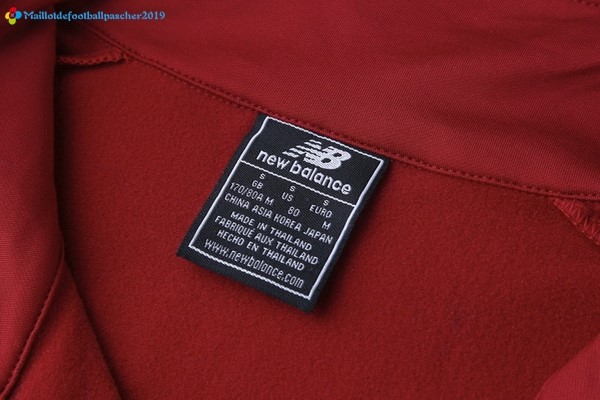 Maillotdefootballpascher2019
new balance
S S S
GB US EURO
170/80A M 80 M
CHINA ASIA KOREA JAPAN
MADE IN THAILAND
FABRIQUÉ AUX THAILAND
HECHO EN THAILAND
www.newbalance.com